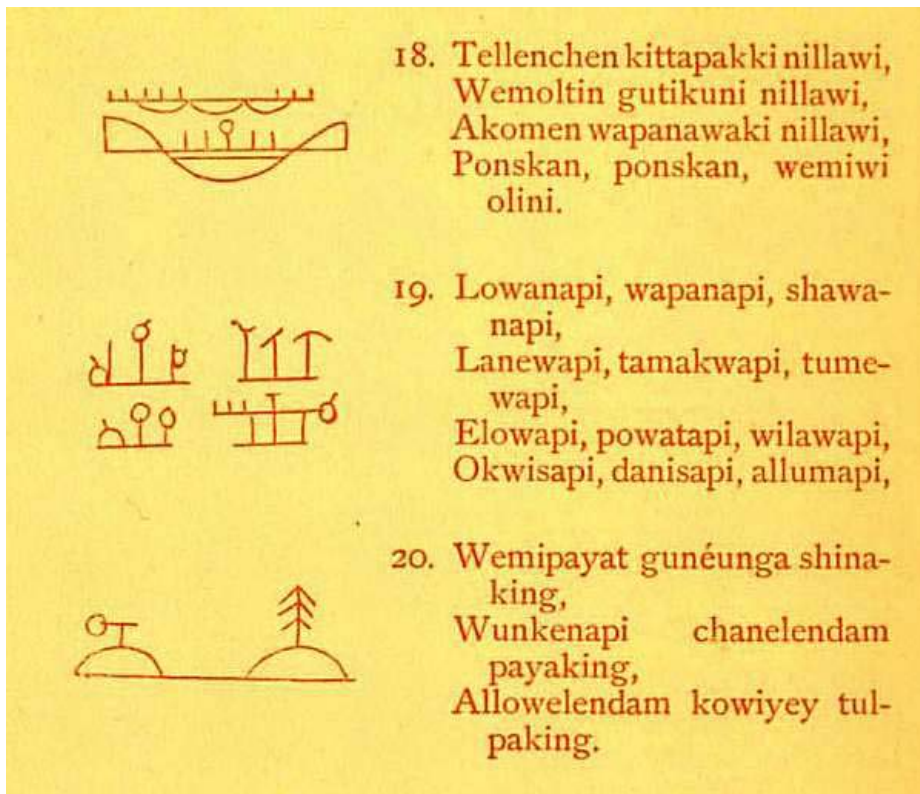 18. Tellenchen kittapakki nillawi,
Wemoltin gutikuni nillawi,
Akomen wapanawaki nillawi,
Ponskan, ponskan, wemiwi
olini.
19. Lowanapi, wapanapi, shawa-
napi,
Lanewapi, tamakwapi, tume-
wapi,
Elowapi, powatapi, wilawapi,
Okwisapi, danisapi, allumapi,
20. Wemipayat gunéunga shina-
king,
Wunkenapi chanelendam
payaking,
Allowelendam kowiyey tul-
paking.